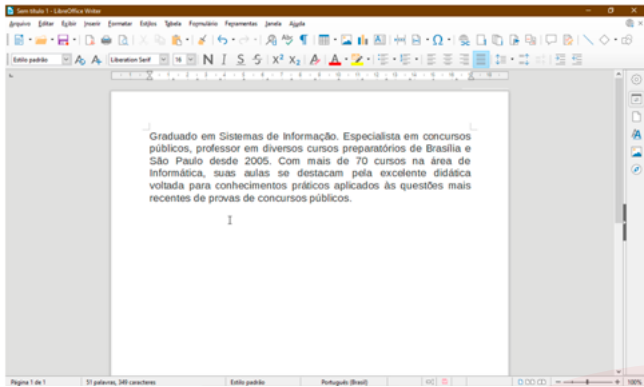 Sem título 1 - LibreOffice Writer
Arquivo Editar Exibir Inserir Formatar Estilos Tabela Formulário Ferramentas Janela Ajuda
Estilo padrão Liberation Serif 16 N I S S X² X₂
Graduado em Sistemas de Informação. Especialista em concursos
públicos, professor em diversos cursos preparatórios de Brasília e
São Paulo desde 2005. Com mais de 70 cursos na área de
Informática, suas aulas se destacam pela excelente didática
voltada para conhecimentos práticos aplicados às questões mais
recentes de provas de concursos públicos.
Página 1 de 1 51 palavras, 349 caracteres Estilo padrão Português (Brasil) 100%